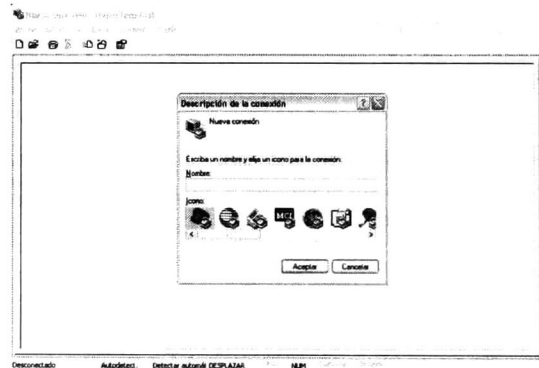 Descripción de la conexión
Nueva conexión
Escriba un nombre y elija un icono para la conexión:
Nombre:
Icono:
MCI
Aceptar Cancelar
Desconectado Autodetect. Detectar automát. DESPLAZAR NUM